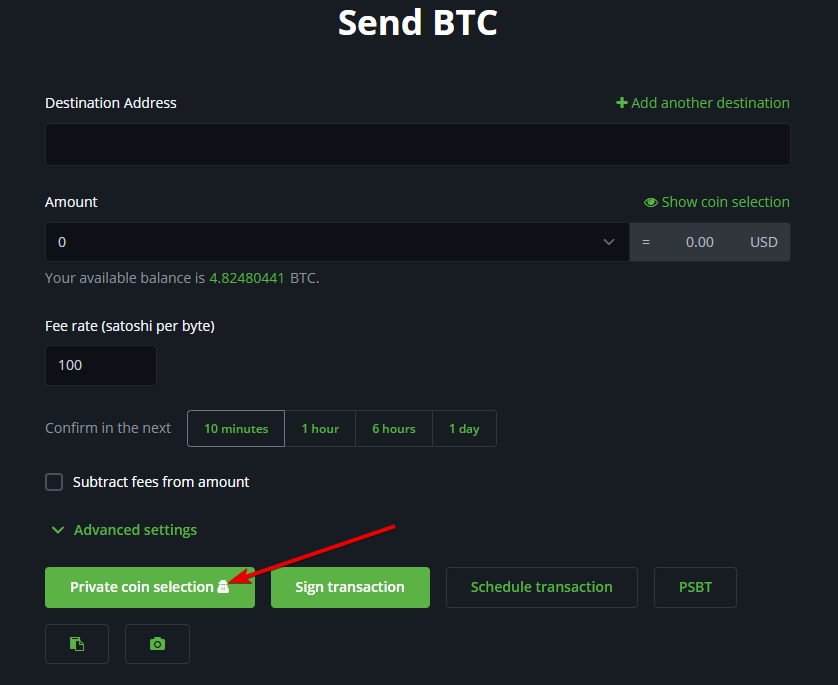 Send BTC
Destination Address
Add another destination
Amount
Show coin selection
0
= 0.00 USD
Your available balance is 4.82480441 BTC.
Fee rate (satoshi per byte)
100
Confirm in the next 10 minutes 1 hour 6 hours 1 day
Subtract fees from amount
Advanced settings
Private coin selection Sign transaction Schedule transaction PSBT